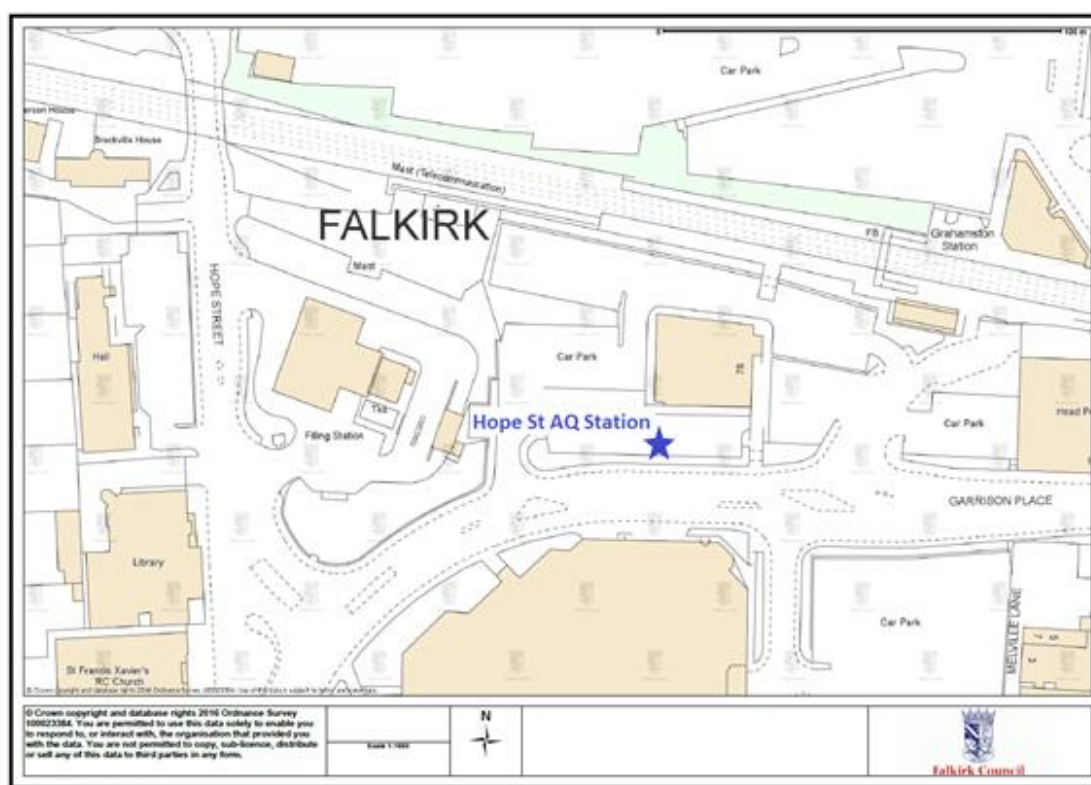 0
100 m
Car Park
Brockville House
Mast (Telecommunication)
FALKIRK
FB
Grahamston
Station
Mast
HOPE STREET
Hall
Car Park
78
Tks
Hope St AQ Station
Filling Station
Car Park
GARRISON PLACE
Library
Car Park
MELVILLE LANE
St Francis Xavier's
RC Church
© Crown copyright and database rights 2016 Ordnance Survey
100023384. You are permitted to use this data solely to enable you
to respond to, or interact with, the organisation that provided you
with the data. You are not permitted to copy, sub-licence, distribute
or sell any of this data to third parties in any form.
N
Falkirk Council